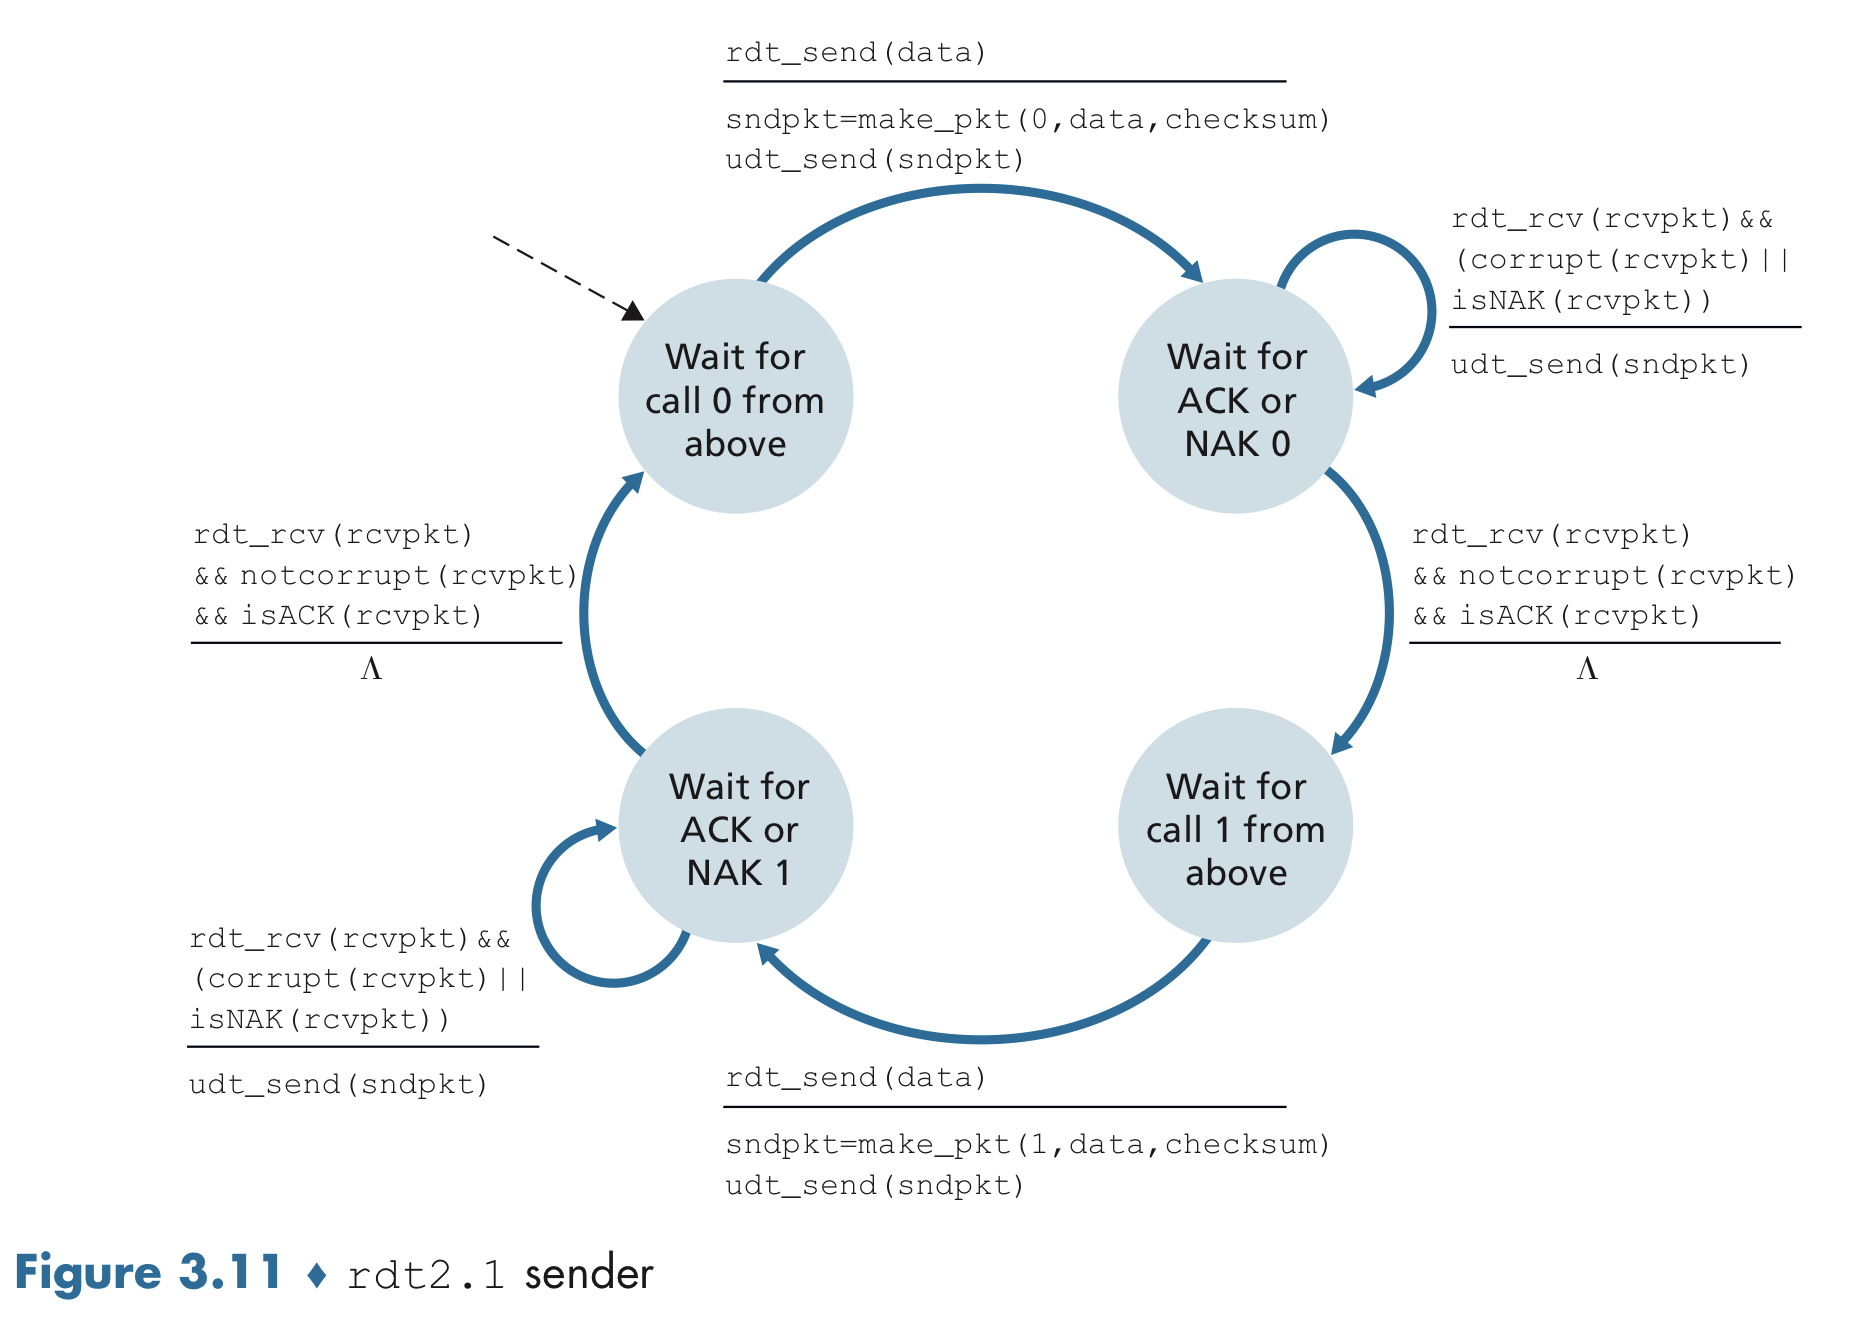 rdt_send(data)
sndpkt=make_pkt(0,data,checksum)
udt_send(sndpkt)
rdt_rcv(rcvpkt)&&
(corrupt(rcvpkt)||
isNAK(rcvpkt))
udt_send(sndpkt)
Wait for
call 0 from
above
Wait for
ACK or
NAK 0
rdt_rcv(rcvpkt)
&& notcorrupt(rcvpkt)
&& isACK(rcvpkt)
Λ
rdt_rcv(rcvpkt)
&& notcorrupt(rcvpkt)
&& isACK(rcvpkt)
Λ
Wait for
ACK or
NAK 1
Wait for
call 1 from
above
rdt_rcv(rcvpkt)&&
(corrupt(rcvpkt)||
isNAK(rcvpkt))
udt_send(sndpkt)
rdt_send(data)
sndpkt=make_pkt(1,data,checksum)
udt_send(sndpkt)
Figure 3.11 ♦ rdt2.1 sender